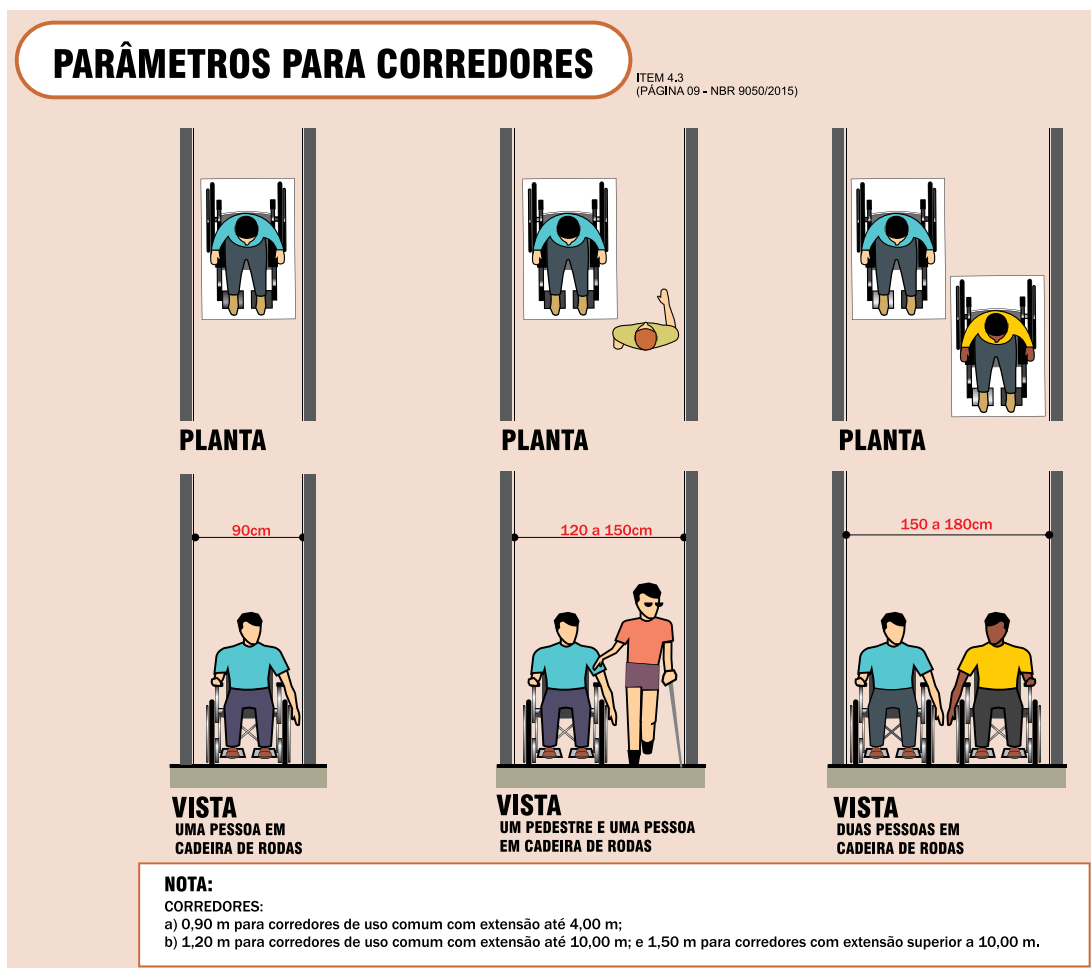 PARÂMETROS PARA CORREDORES
ITEM 4.3
(PÁGINA 09 - NBR 9050/2015)
PLANTA
PLANTA
PLANTA
90cm
120 a 150cm
150 a 180cm
VISTA
UMA PESSOA EM
CADEIRA DE RODAS
VISTA
UM PEDESTRE E UMA PESSOA
EM CADEIRA DE RODAS
VISTA
DUAS PESSOAS EM
CADEIRA DE RODAS
NOTA:
CORREDORES:
a) 0,90 m para corredores de uso comum com extensão até 4,00 m;
b) 1,20 m para corredores de uso comum com extensão até 10,00 m; e 1,50 m para corredores com extensão superior a 10,00 m.